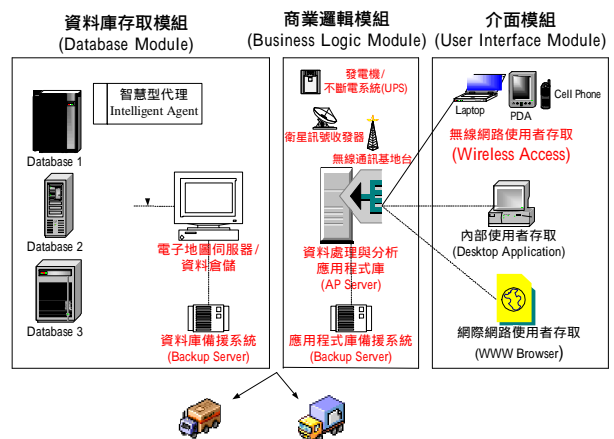 資料庫存取模組
(Database Module)
商業邏輯模組
(Business Logic Module)
介面模組
(User Interface Module)
智慧型代理
Intelligent Agent
Database 1
Database 2
Database 3
電子地圖伺服器/
資料倉儲
資料庫備援系統
(Backup Server)
發電機/
不斷電系統(UPS)
衛星訊號收發器
無線通訊基地台
資料處理與分析
應用程式庫
(AP Server)
應用程式庫備援系統
(Backup Server)
Laptop
PDA
Cell Phone
無線網路使用者存取
(Wireless Access)
內部使用者存取
(Desktop Application)
網際網路使用者存取
(WWW Browser)